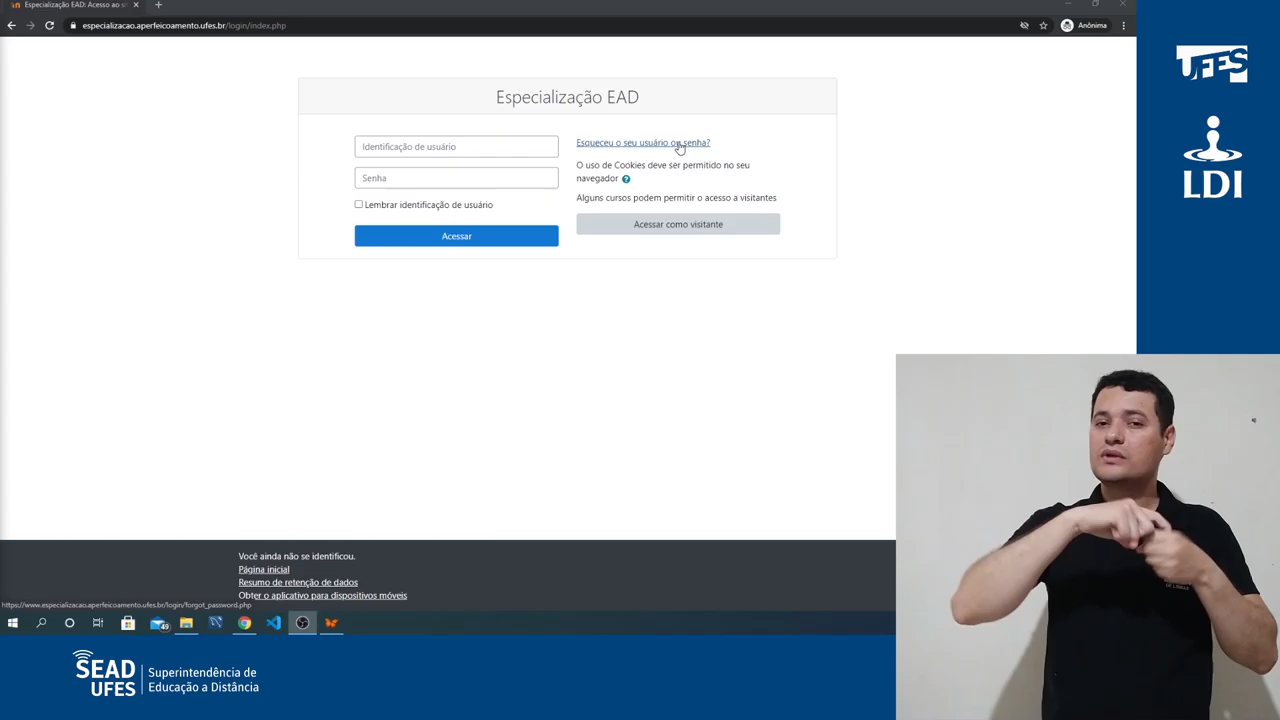 Especialização EAD: Acesso ao si
especializacao.aperfeicoamento.ufes.br/login/index.php
Anônima
UFES
LDI
Especialização EAD
Identificação de usuário
Senha
Lembrar identificação de usuário
Acessar
Esqueceu o seu usuário ou senha?
O uso de Cookies deve ser permitido no seu
navegador
Alguns cursos podem permitir o acesso a visitantes
Acessar como visitante
Você ainda não se identificou.
Página inicial
Resumo de retenção de dados
Obter o aplicativo para dispositivos móveis
https://www.especializacao.aperfeicoamento.ufes.br/login/forgot_password.php
49
SEAD
UFES
Superintendência de
Educação a Distância